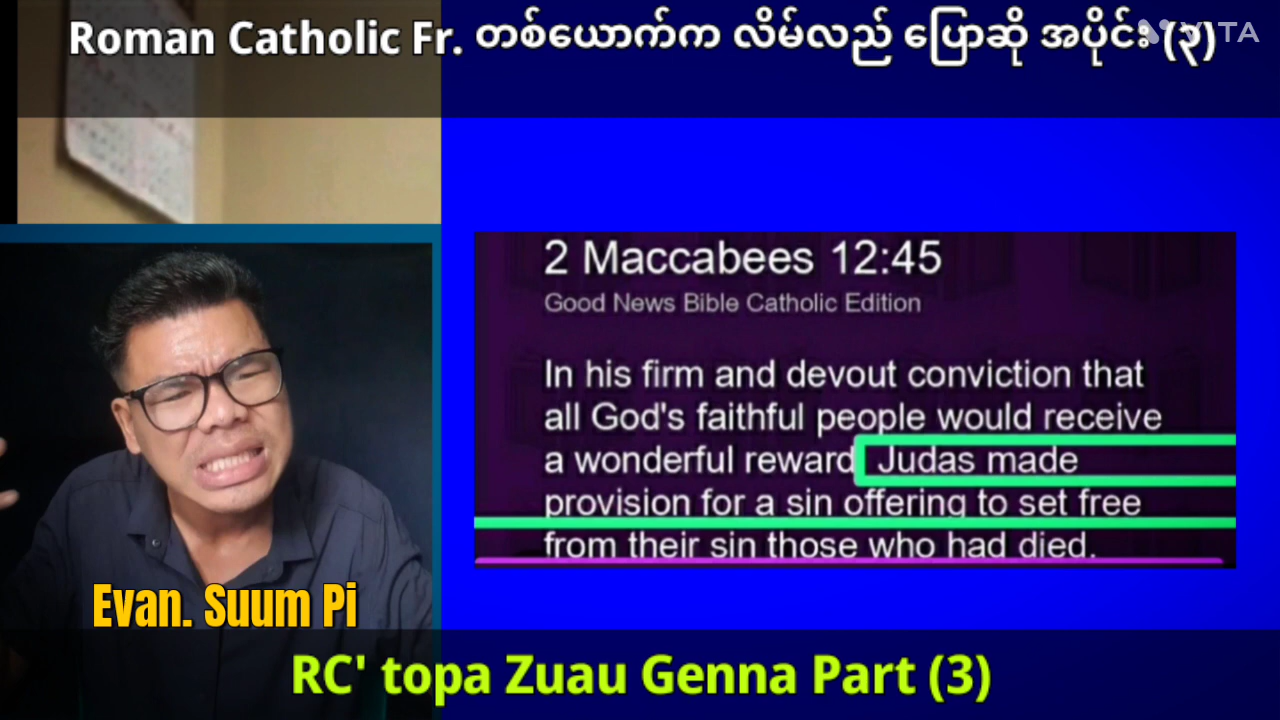 Roman Catholic Fr. တစ်ယောက်က လိမ်လည် ပြောဆို အပိုင်း (၃)
VITA
2 Maccabees 12:45
Good News Bible Catholic Edition
In his firm and devout conviction that
all God's faithful people would receive
a wonderful reward Judas made
provision for a sin offering to set free
from their sin those who had died.
Evan. Suum Pi
RC' topa Zuau Genna Part (3)